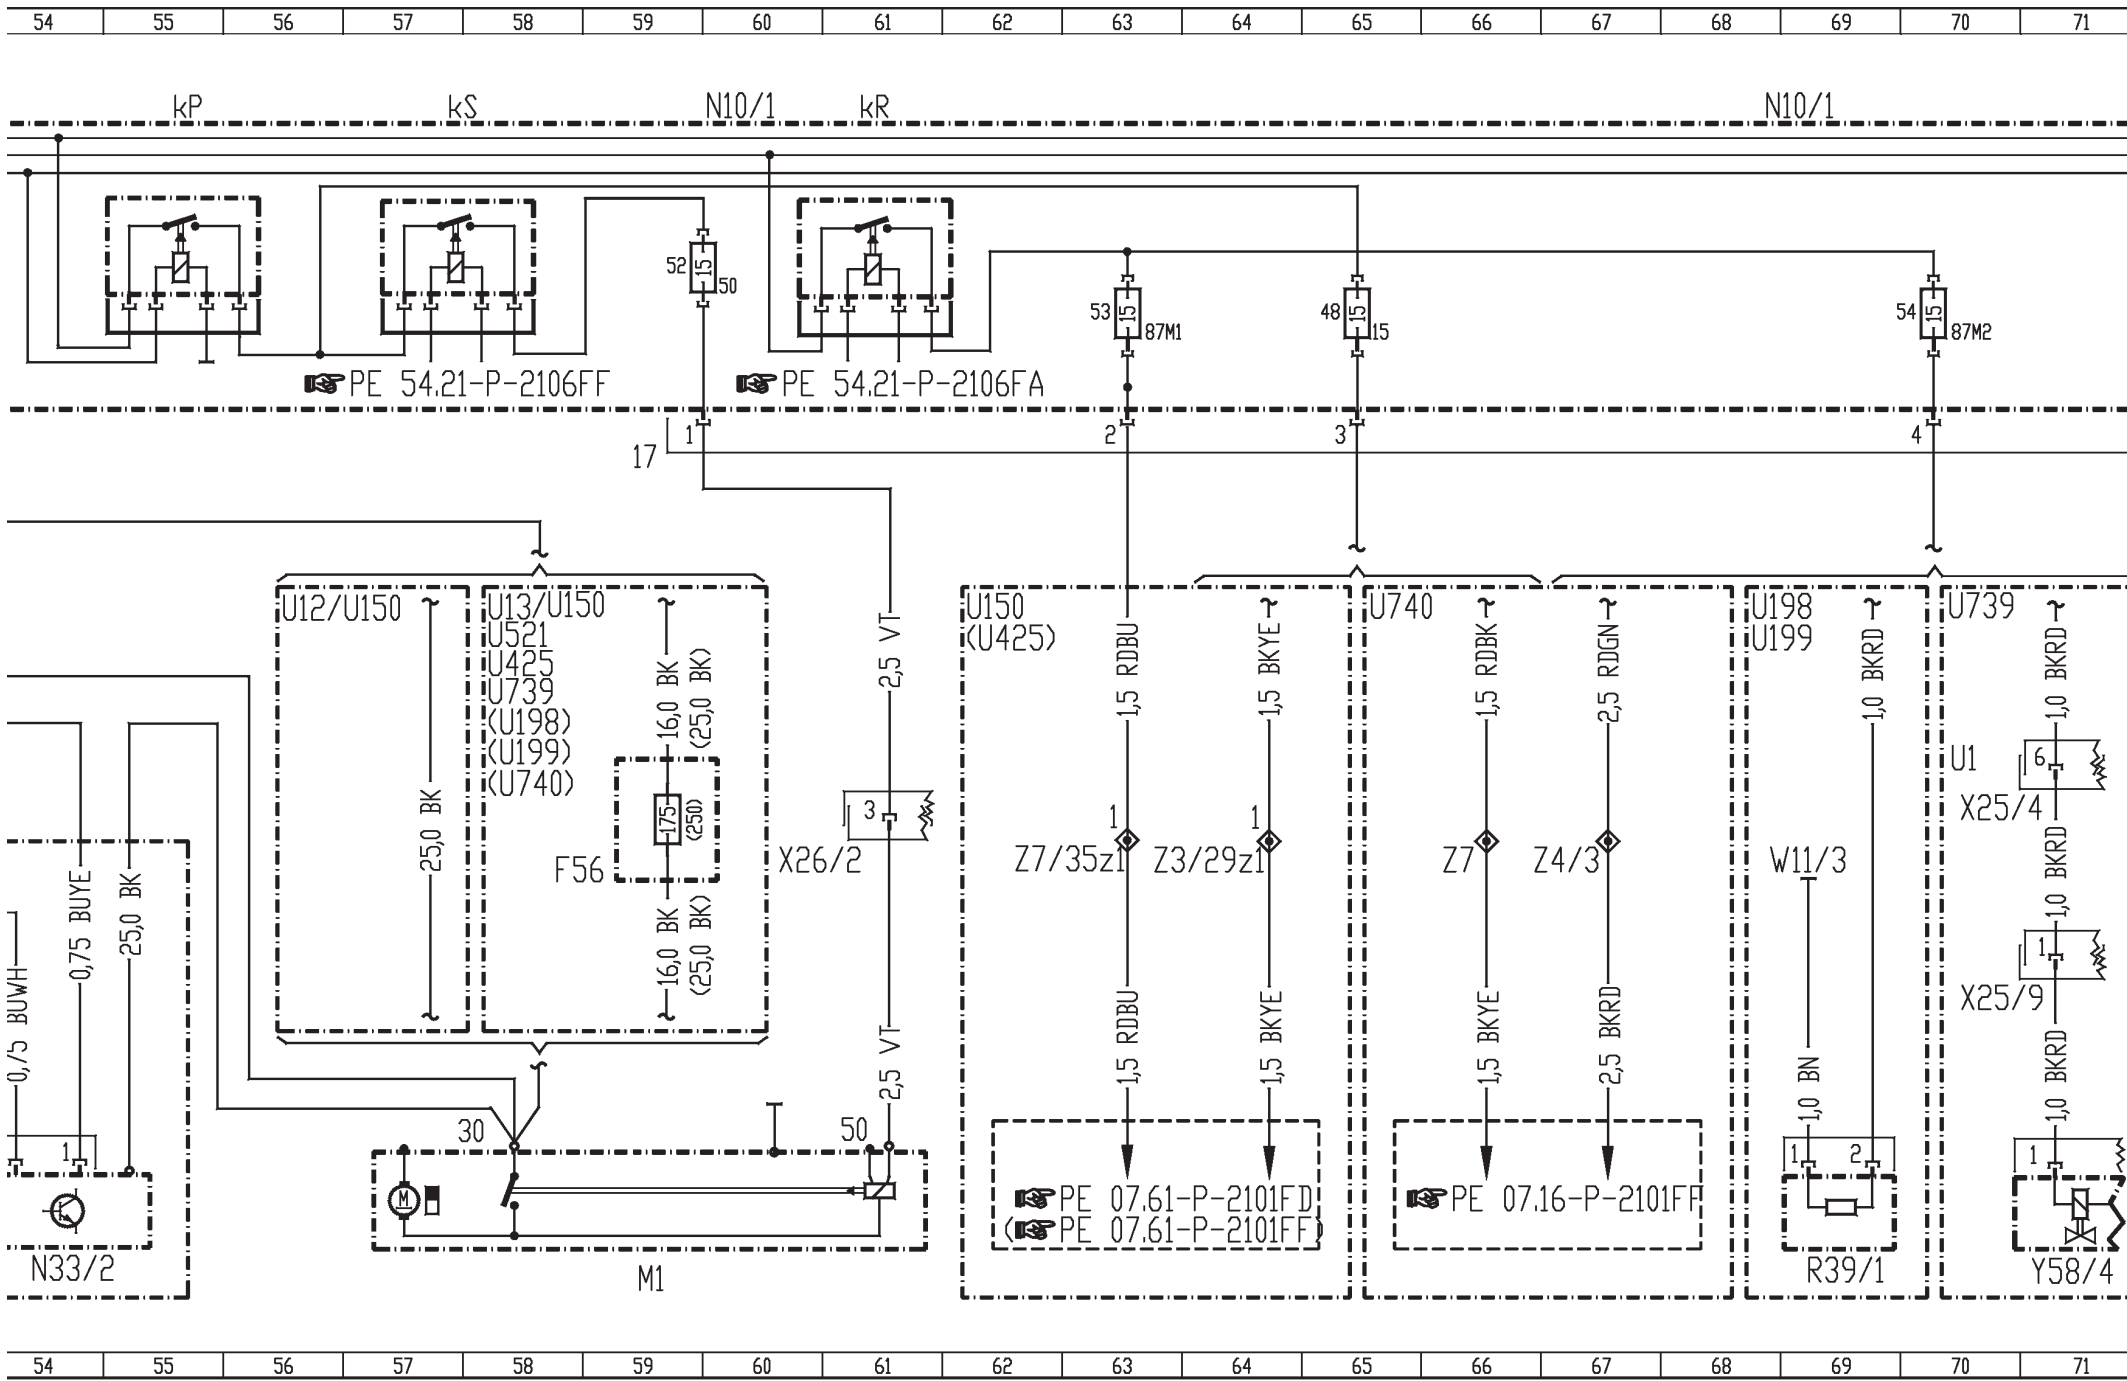 54 55 56 57 58 59 60 61 62 63 64 65 66 67 68 69 70 71
kP kS N10/1 kR N10/1
52 15 50
53 15 87M1
48 15 15
54 15 87M2
PE 54.21-P-2106FF
PE 54.21-P-2106FA
17 1 2 3 4
U12/U150
25,0 BK
U13/U150
U521
U425
U739
(U198)
(U199)
(U740)
16,0 BK
(25,0 BK)
175
(250)
F56
16,0 BK
(25,0 BK)
2,5 VT
3
X26/2
2,5 VT
U150
(U425)
1,5 RDBU
1,5 BKYE
1 1
Z7/35z1 Z3/29z1
1,5 RDBU
1,5 BKYE
PE 07.61-P-2101FD
(PE 07.61-P-2101FF)
U740
1,5 RDBK
2,5 RDGN
Z7 Z4/3
1,5 BKYE
2,5 BKRD
PE 07.16-P-2101FF
U198
U199
1,0 BKRD
W11/3
1,0 BN
1 2
R39/1
U739
1,0 BKRD
U1
6
X25/4
1,0 BKRD
1
X25/9
1,0 BKRD
1
Y58/4
0,75 BUWH
0,75 BUYE
25,0 BK
1
N33/2
30 50
M
M1
54 55 56 57 58 59 60 61 62 63 64 65 66 67 68 69 70 71